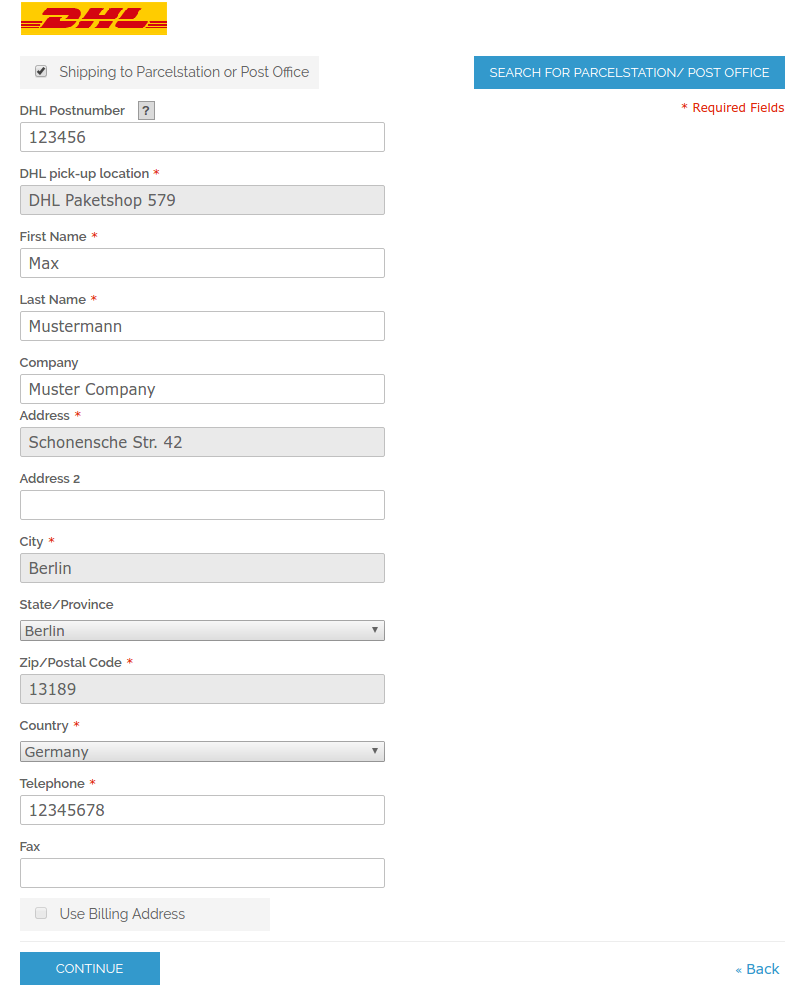 DHL
Shipping to Parcelstation or Post Office
SEARCH FOR PARCELSTATION/ POST OFFICE
* Required Fields
DHL Postnumber ?
123456
DHL pick-up location *
DHL Paketshop 579
First Name *
Max
Last Name *
Mustermann
Company
Muster Company
Address *
Schonensche Str. 42
Address 2
City *
Berlin
State/Province
Berlin
Zip/Postal Code *
13189
Country *
Germany
Telephone *
12345678
Fax
Use Billing Address
CONTINUE
« Back